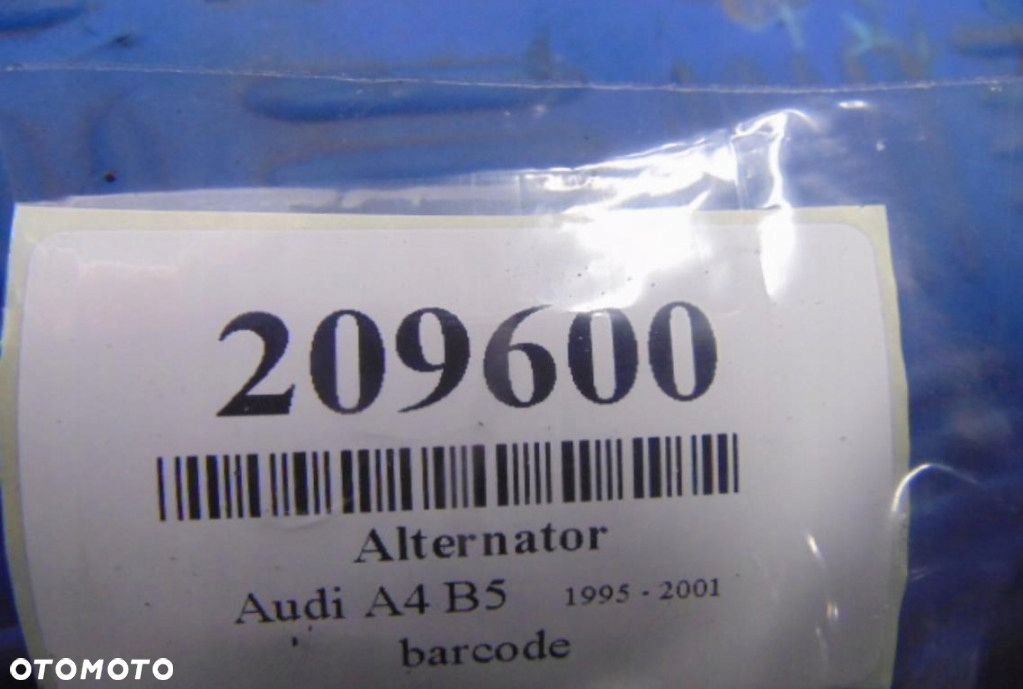 209600
Alternator
Audi A4 B5 1995 - 2001
barcode
OTOMOTO